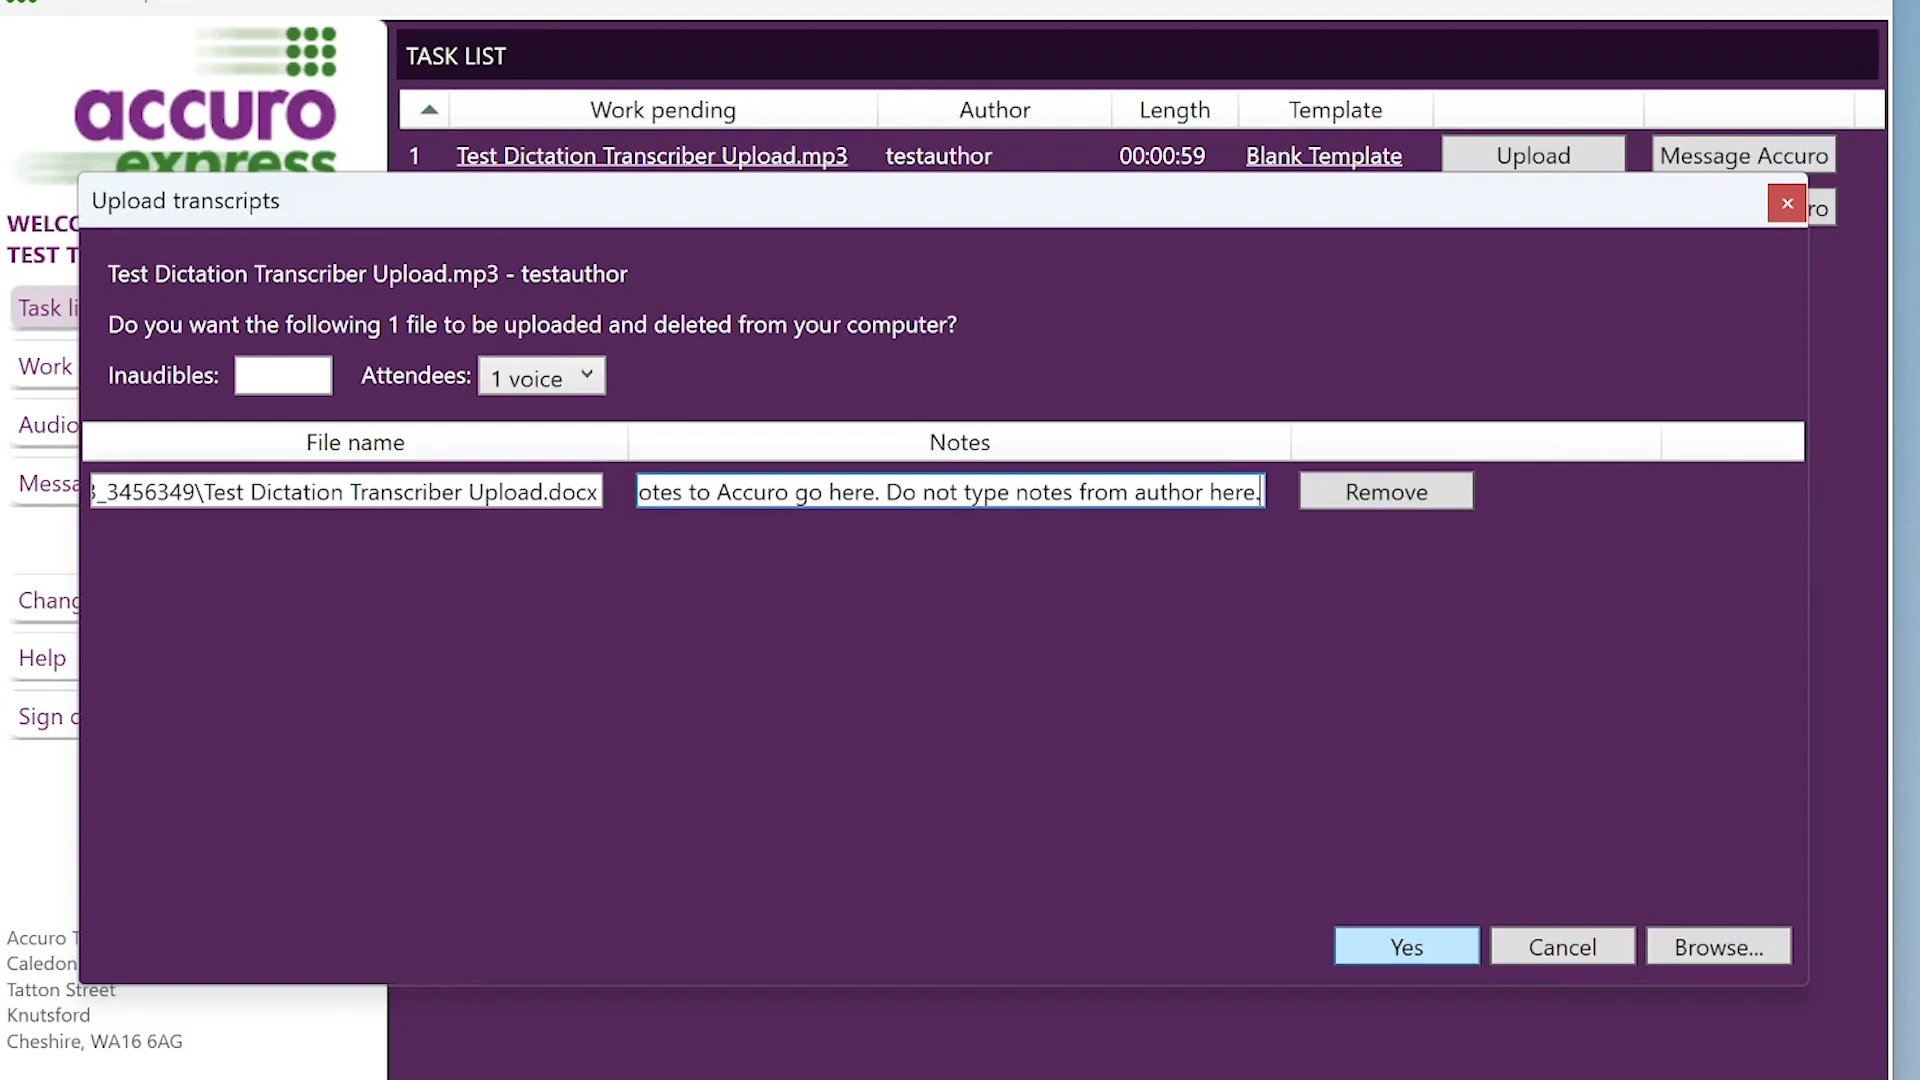 accuro
express
TASK LIST
Work pending Author Length Template
1 Test Dictation Transcriber Upload.mp3 testauthor 00:00:59 Blank Template Upload Message Accuro
ro
Upload transcripts
×
WELCO
TEST T
Test Dictation Transcriber Upload.mp3 - testauthor
Task li
Do you want the following 1 file to be uploaded and deleted from your computer?
Work
Inaudibles: Attendees: 1 voice
Audio
File name Notes
Messa
3_3456349\Test Dictation Transcriber Upload.docx otes to Accuro go here. Do not type notes from author here. Remove
Chang
Help
Sign o
Yes Cancel Browse...
Accuro T
Caledon
Tatton Street
Knutsford
Cheshire, WA16 6AG